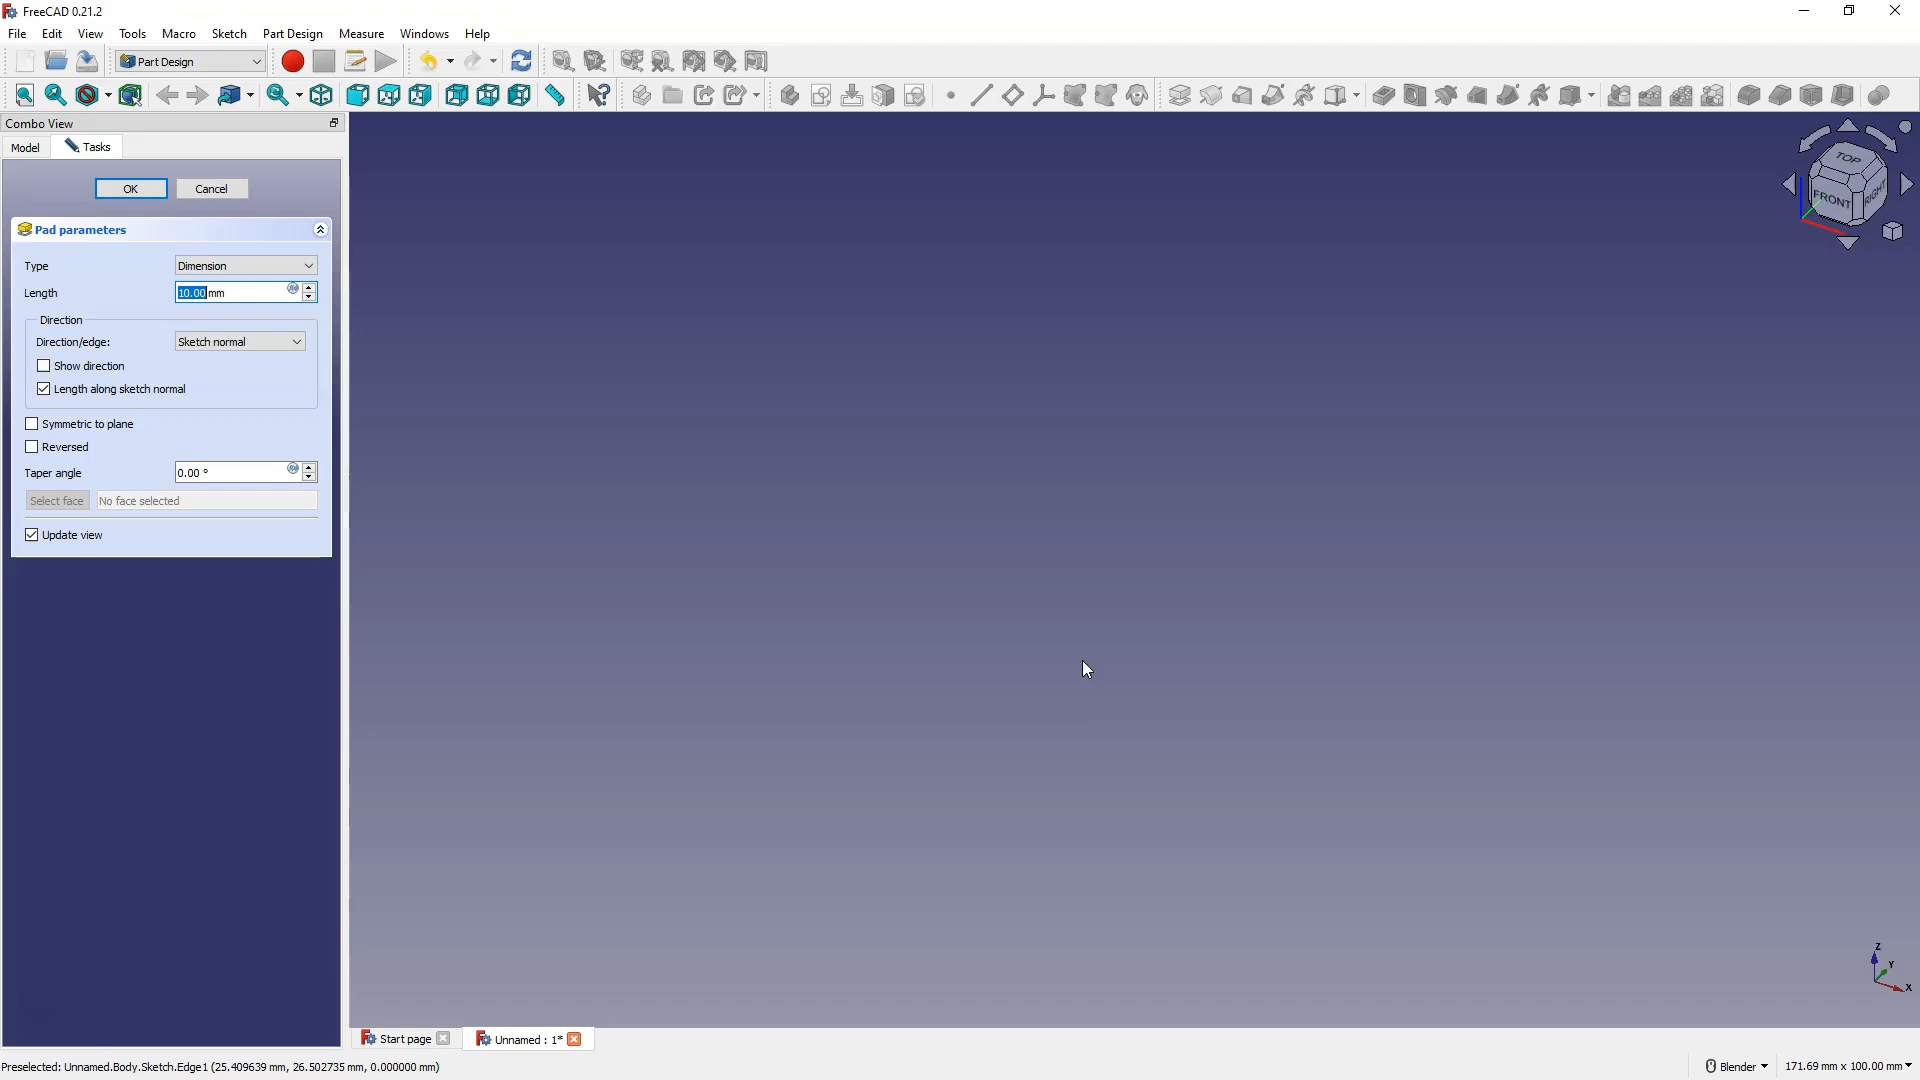 FreeCAD 0.21.2
File Edit View Tools Macro Sketch Part Design Measure Windows Help
Part Design
Combo View
Model Tasks
OK Cancel
Pad parameters
Type Dimension
Length 10.00 mm
Direction
Direction/edge: Sketch normal
Show direction
Length along sketch normal
Symmetric to plane
Reversed
Taper angle 0.00 °
Select face No face selected
Update view
TOP
FRONT RIGHT
Z
Y
X
Start page Unnamed : 1*
Preselected: Unnamed.Body.Sketch.Edge1 (25.409639 mm, 26.502735 mm, 0.000000 mm) Blender 171.69 mm x 100.00 mm